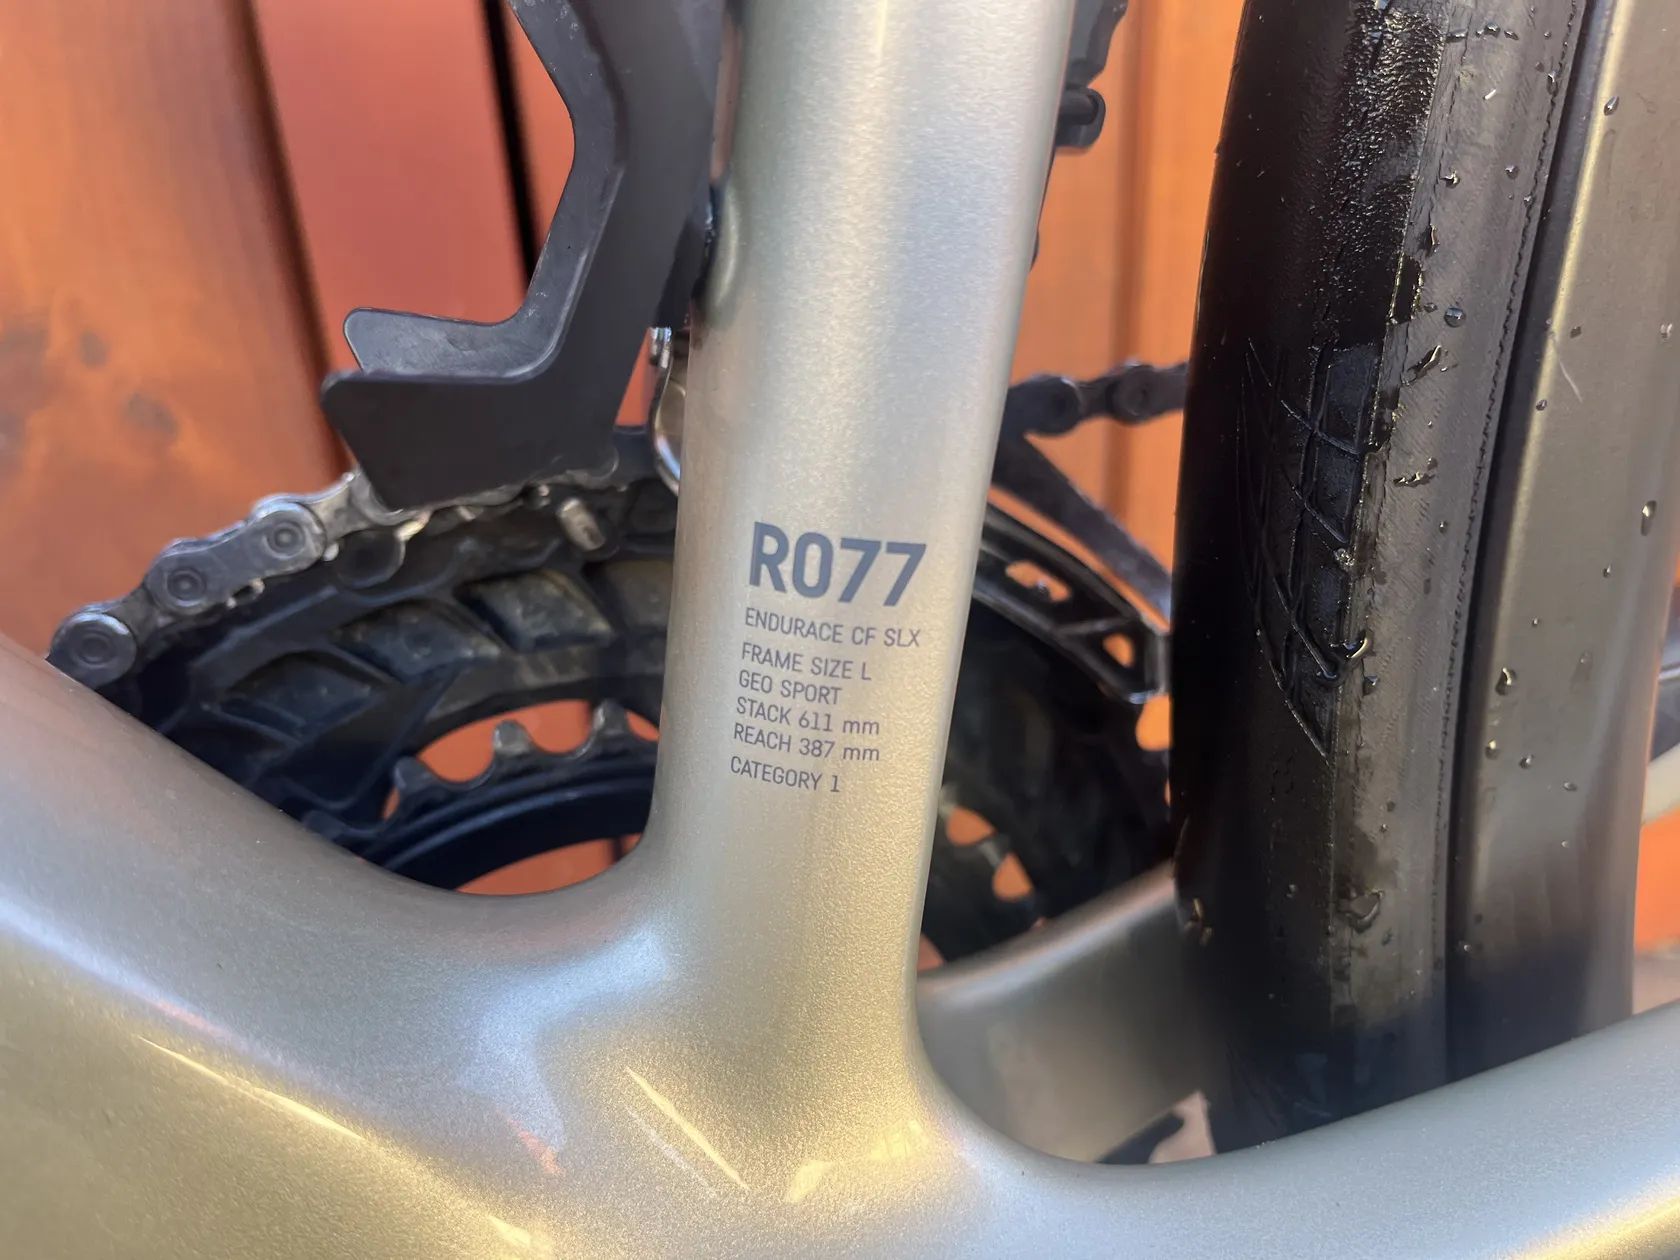 R077
ENDURACE CF SLX
FRAME SIZE L
GEO SPORT
STACK 611 mm
REACH 387 mm
CATEGORY 1